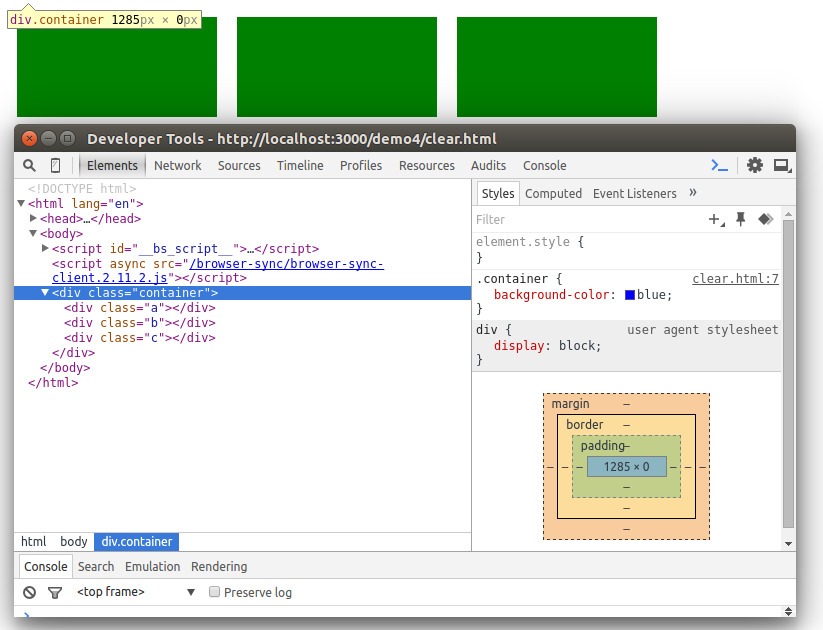 div.container 1285px × 0px
Developer Tools - http://localhost:3000/demo4/clear.html
Elements Network Sources Timeline Profiles Resources Audits Console
<!DOCTYPE html>
<html lang="en">
<head>…</head>
<body>
<script id="__bs_script__">…</script>
<script async src="/browser-sync/browser-sync-
client.2.11.2.js"></script>
<div class="container">
<div class="a"></div>
<div class="b"></div>
<div class="c"></div>
</div>
</body>
</html>
html body div.container
Styles Computed Event Listeners »
Filter
element.style {
}
.container { clear.html:7
background-color: blue;
}
div { user agent stylesheet
display: block;
}
margin –
border –
padding –
– – – 1285 × 0 – – –
–
–
–
Console Search Emulation Rendering
<top frame> ▼ Preserve log
>